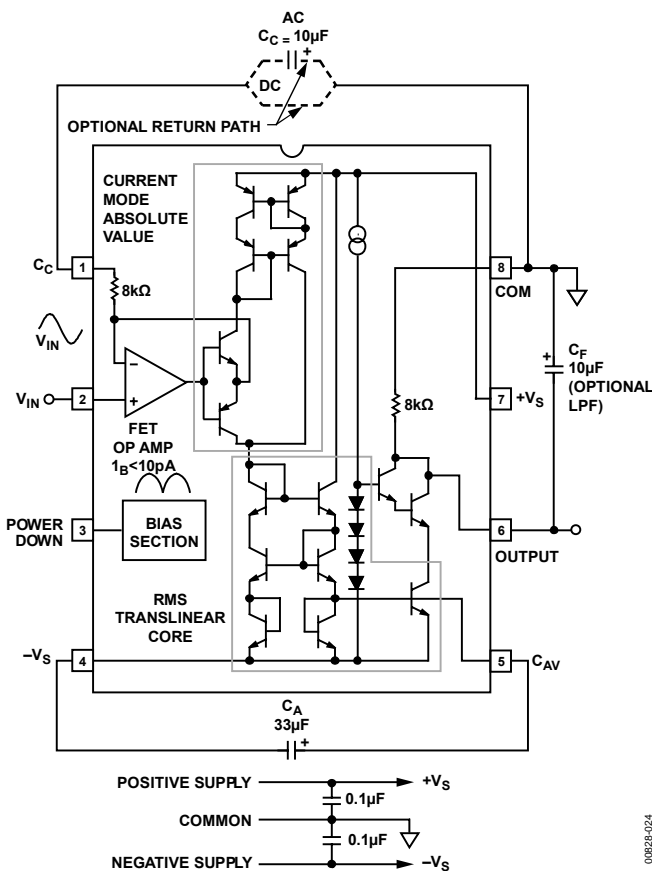 AC
C_C = 10µF
+
DC
OPTIONAL RETURN PATH
CURRENT
MODE
ABSOLUTE
VALUE
C_C
1
8kΩ
8
COM
V_IN
C_F
10µF
(OPTIONAL
LPF)
+
–
8kΩ
7
+V_S
V_IN
2
+
FET
OP AMP
1_B<10pA
POWER
DOWN
3
BIAS
SECTION
6
OUTPUT
RMS
TRANSLINEAR
CORE
–V_S
4
5
C_AV
C_A
33µF
+
POSITIVE SUPPLY
+V_S
0.1µF
COMMON
0.1µF
NEGATIVE SUPPLY
–V_S
00828-024